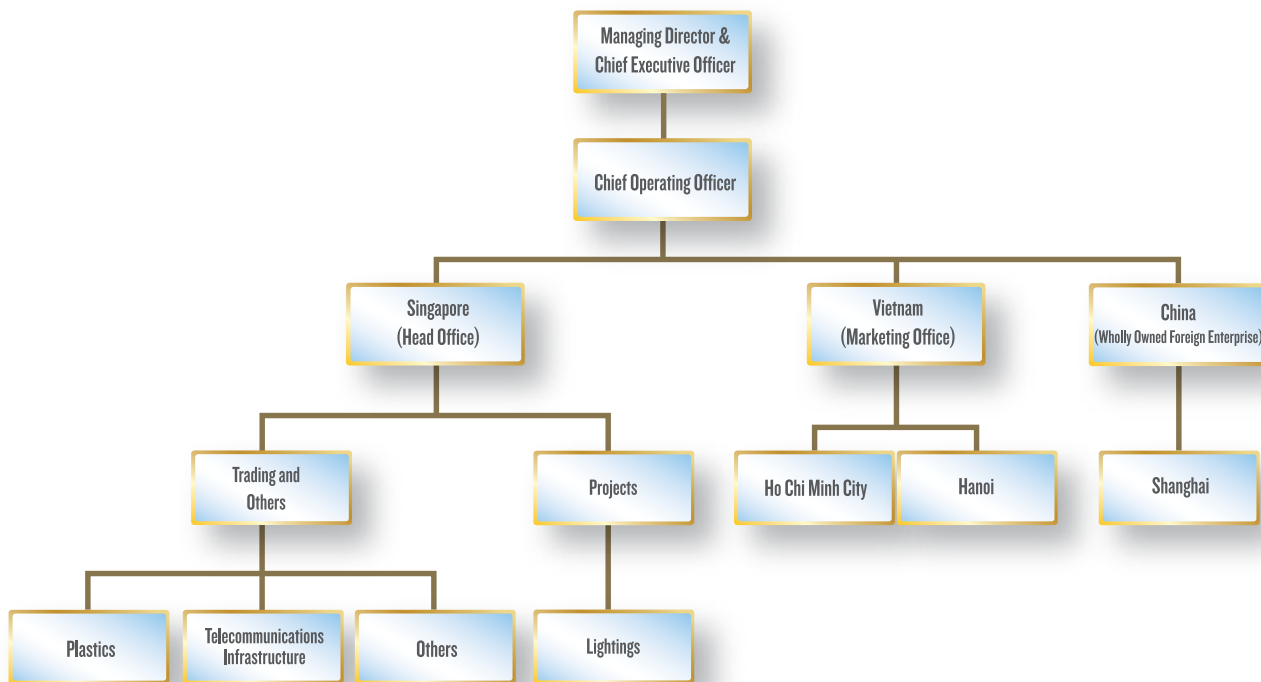 Managing Director &
Chief Executive Officer
Chief Operating Officer
Singapore
(Head Office)
Vietnam
(Marketing Office)
China
(Wholly Owned Foreign Enterprise)
Trading and
Others
Projects
Ho Chi Minh City
Hanoi
Shanghai
Plastics
Telecommunications
Infrastructure
Others
Lightings